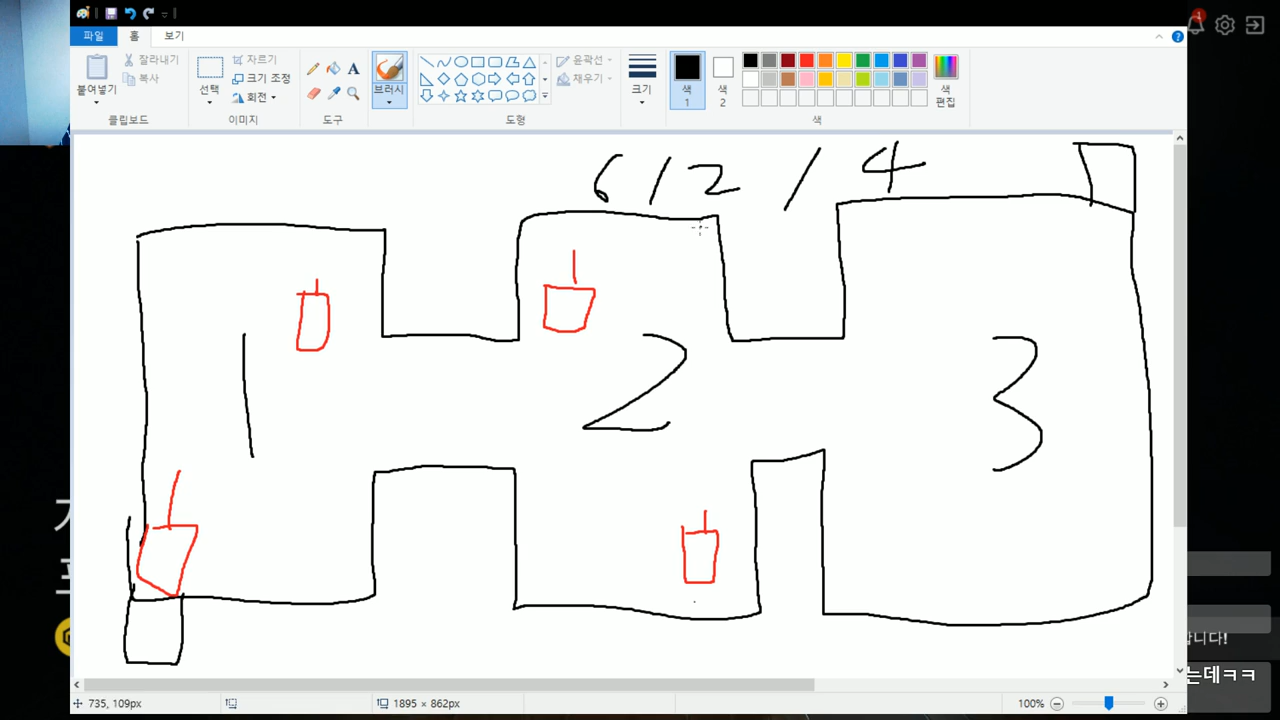 파일 홈 보기
붙여넣기 잘라내기 복사 클립보드
선택 자르기 크기 조정 회전 이미지
A 도구
브러시
윤곽선 채우기 도형
크기
색 1 색 2 색 편집 색
6 / 2 / 4
1 2 3
니다!
는데ㅋㅋ
735, 109px 1895 × 862px 100%